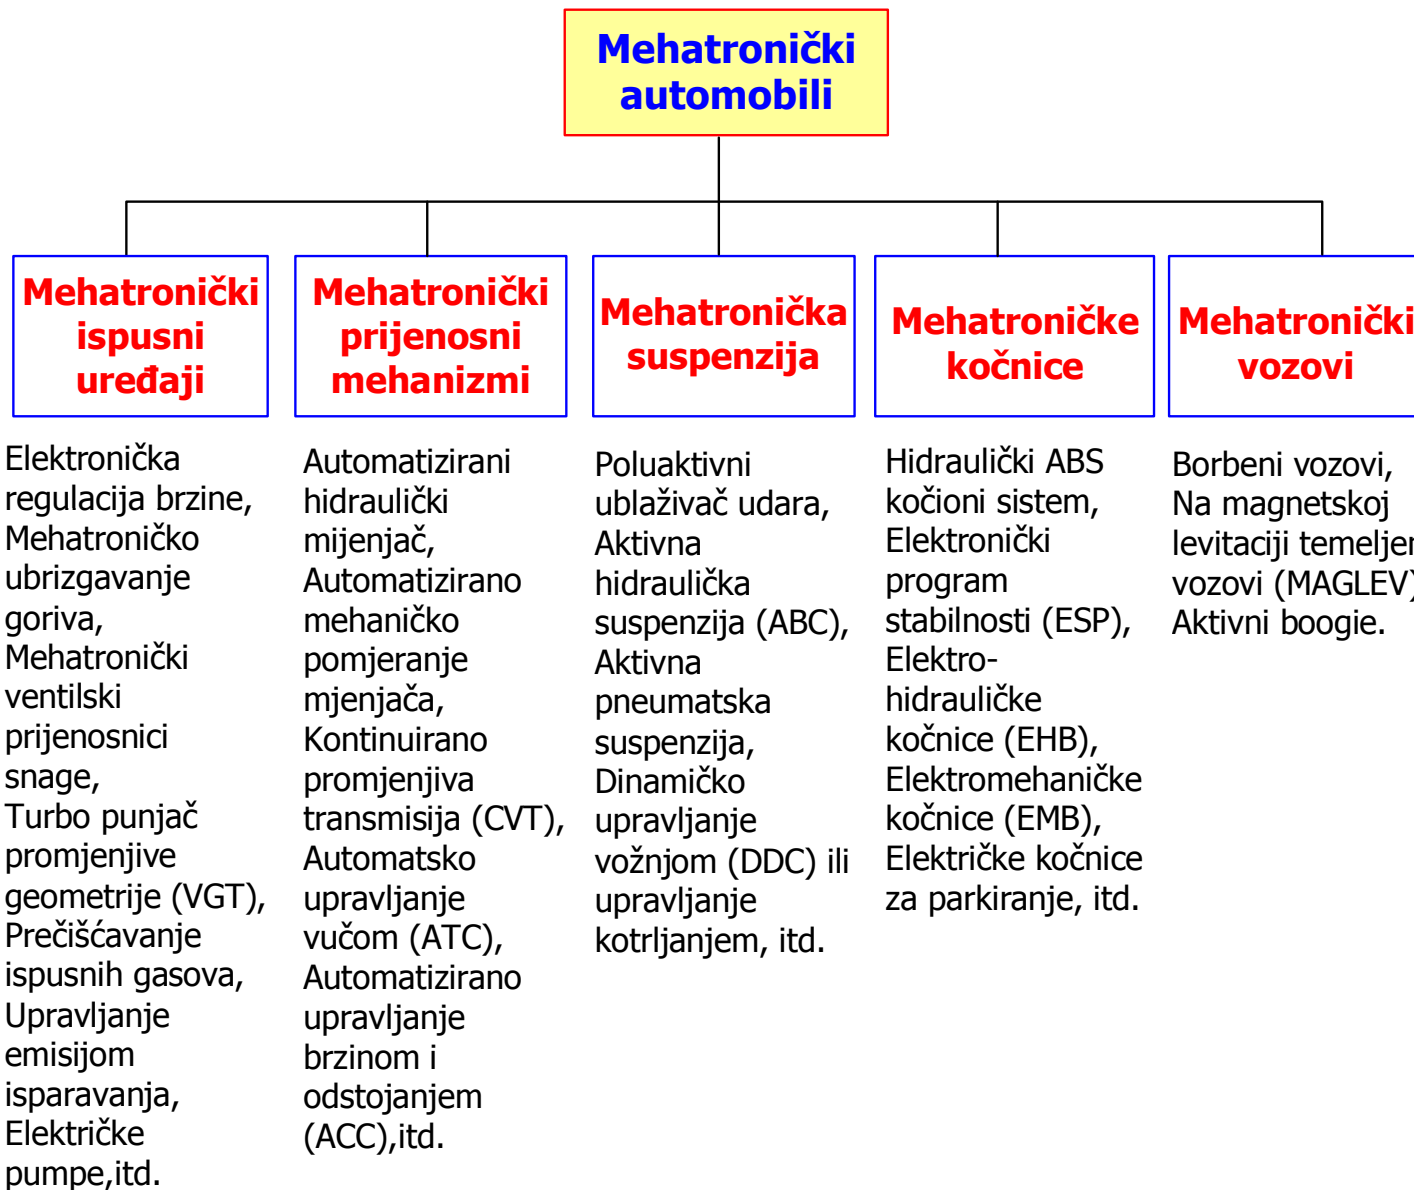 Mehatronički
automobili
Mehatronički
ispusni
uređaji
Mehatronički
prijenosni
mehanizmi
Mehatronička
suspenzija
Mehatroničke
kočnice
Mehatronički
vozovi
Elektronička
regulacija brzine,
Mehatroničko
ubrizgavanje
goriva,
Mehatronički
ventilski
prijenosnici
snage,
Turbo punjač
promjenjive
geometrije (VGT),
Prečišćavanje
ispusnih gasova,
Upravljanje
emisijom
isparavanja,
Električke
pumpe,itd.
Automatizirani
hidraulički
mijenjač,
Automatizirano
mehaničko
pomjeranje
mjenjača,
Kontinuirano
promjenjiva
transmisija (CVT),
Automatsko
upravljanje
vučom (ATC),
Automatizirano
upravljanje
brzinom i
odstojanjem
(ACC),itd.
Poluaktivni
ublaživač udara,
Aktivna
hidraulička
suspenzija (ABC),
Aktivna
pneumatska
suspenzija,
Dinamičko
upravljanje
vožnjom (DDC) ili
upravljanje
kotrljanjem, itd.
Hidraulički ABS
kočioni sistem,
Elektronički
program
stabilnosti (ESP),
Elektro-
hidrauličke
kočnice (EHB),
Elektromehaničke
kočnice (EMB),
Električke kočnice
za parkiranje, itd.
Borbeni vozovi,
Na magnetskoj
levitaciji
vozovi (MAGLEV)
Aktivni boogie.